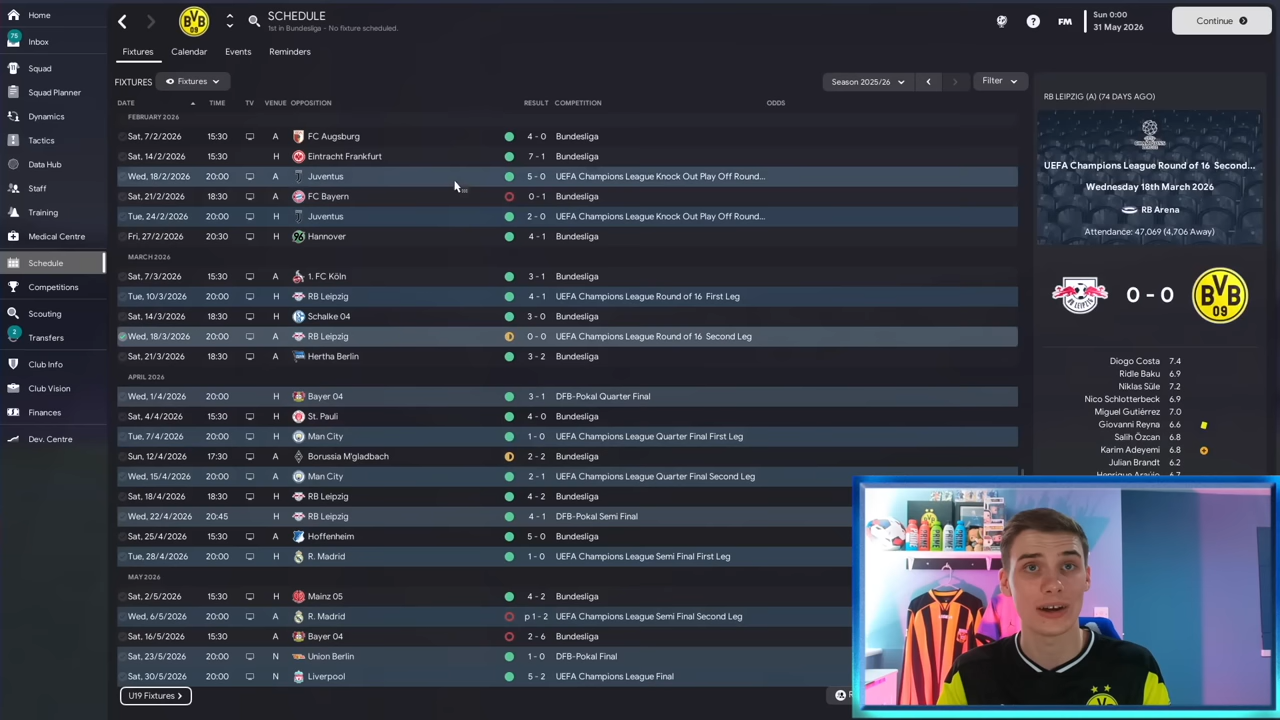 Home
75
Inbox
Squad
Squad Planner
Dynamics
Tactics
Data Hub
Staff
Training
Medical Centre
Schedule
Competitions
Scouting
2
Transfers
Club Info
Club Vision
Finances
Dev. Centre
BVB
09
SCHEDULE
1st in Bundesliga - No fixture scheduled.
? FM Sun 0:00
31 May 2026
Continue
Fixtures Calendar Events Reminders
FIXTURES Fixtures Season 2025/26 Filter
DATE TIME TV VENUE OPPOSITION RESULT COMPETITION ODDS
FEBRUARY 2026
Sat, 7/2/2026 15:30 A FC Augsburg 4 - 0 Bundesliga
Sat, 14/2/2026 15:30 H Eintracht Frankfurt 7 - 1 Bundesliga
Wed, 18/2/2026 20:00 A Juventus 5 - 0 UEFA Champions League Knock Out Play Off Round...
Sat, 21/2/2026 18:30 A FC Bayern 0 - 1 Bundesliga
Tue, 24/2/2026 20:00 H Juventus 2 - 0 UEFA Champions League Knock Out Play Off Round...
Fri, 27/2/2026 20:30 H Hannover 4 - 1 Bundesliga
MARCH 2026
Sat, 7/3/2026 15:30 A 1. FC Köln 3 - 1 Bundesliga
Tue, 10/3/2026 20:00 H RB Leipzig 4 - 1 UEFA Champions League Round of 16 First Leg
Sat, 14/3/2026 18:30 H Schalke 04 3 - 0 Bundesliga
Wed, 18/3/2026 20:00 A RB Leipzig 0 - 0 UEFA Champions League Round of 16 Second Leg
Sat, 21/3/2026 18:30 A Hertha Berlin 3 - 2 Bundesliga
APRIL 2026
Wed, 1/4/2026 20:00 H Bayer 04 3 - 1 DFB-Pokal Quarter Final
Sat, 4/4/2026 15:30 H St. Pauli 4 - 0 Bundesliga
Tue, 7/4/2026 20:00 H Man City 1 - 0 UEFA Champions League Quarter Final First Leg
Sun, 12/4/2026 17:30 A Borussia M'gladbach 2 - 2 Bundesliga
Wed, 15/4/2026 20:00 A Man City 2 - 1 UEFA Champions League Quarter Final Second Leg
Sat, 18/4/2026 18:30 H RB Leipzig 4 - 2 Bundesliga
Wed, 22/4/2026 20:45 H RB Leipzig 4 - 1 DFB-Pokal Semi Final
Sat, 25/4/2026 15:30 A Hoffenheim 5 - 0 Bundesliga
Tue, 28/4/2026 20:00 H R. Madrid 1 - 0 UEFA Champions League Semi Final First Leg
MAY 2026
Sat, 2/5/2026 15:30 H Mainz 05 4 - 2 Bundesliga
Wed, 6/5/2026 20:00 A R. Madrid p 1 - 2 UEFA Champions League Semi Final Second Leg
Sat, 16/5/2026 15:30 A Bayer 04 2 - 6 Bundesliga
Sat, 23/5/2026 20:00 N Union Berlin 1 - 0 DFB-Pokal Final
Sat, 30/5/2026 20:00 N Liverpool 5 - 2 UEFA Champions League Final
U19 Fixtures
RB LEIPZIG (A) (74 DAYS AGO)
UEFA Champions League Round of 16 Second...
Wednesday 18th March 2026
RB Arena
Attendance: 47,069 (4,706 Away)
0 - 0
BVB
09
Diogo Costa 7.4
Ridle Baku 6.9
Niklas Süle 7.2
Nico Schlotterbeck 6.9
Miguel Gutiérrez 7.0
Giovanni Reyna 6.6
Salih Özcan 6.8
Karim Adeyemi 6.8
Julian Brandt 6.2